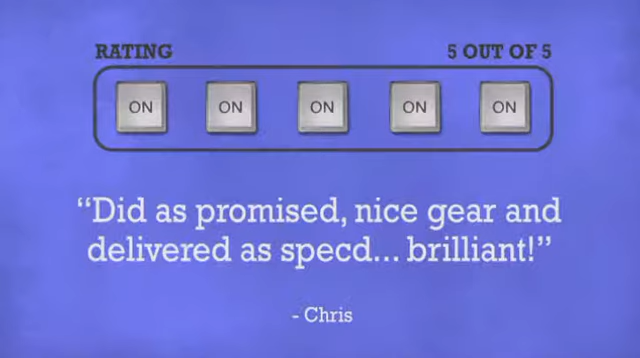 RATING 5 OUT OF 5
ON ON ON ON ON
“Did as promised, nice gear and
delivered as specd... brilliant!”
- Chris